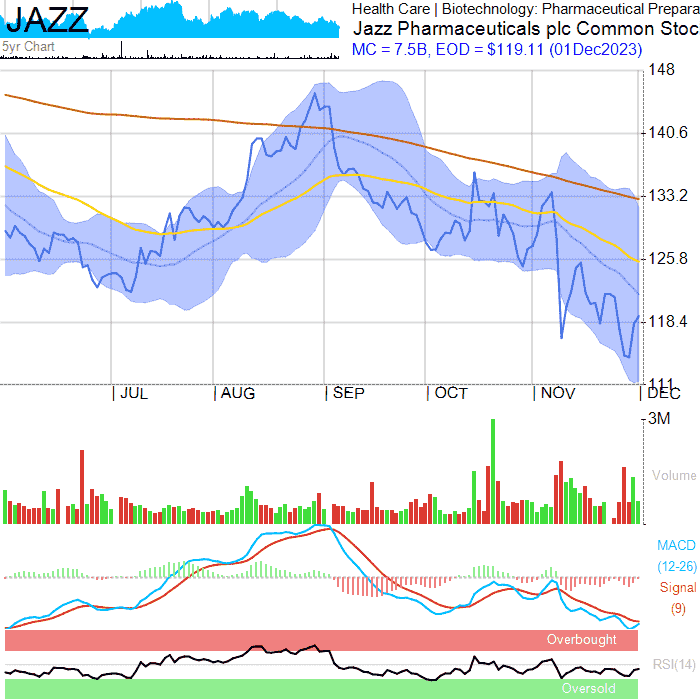 JAZZ
5yr Chart
Health Care | Biotechnology: Pharmaceutical Prepara
Jazz Pharmaceuticals plc Common Stoc
MC = 7.5B, EOD = $119.11 (01Dec2023)
148
140.6
133.2
125.8
118.4
111
JUL
AUG
SEP
OCT
NOV
DEC
3M
Volume
MACD
(12-26)
Signal
(9)
Overbought
RSI(14)
Oversold